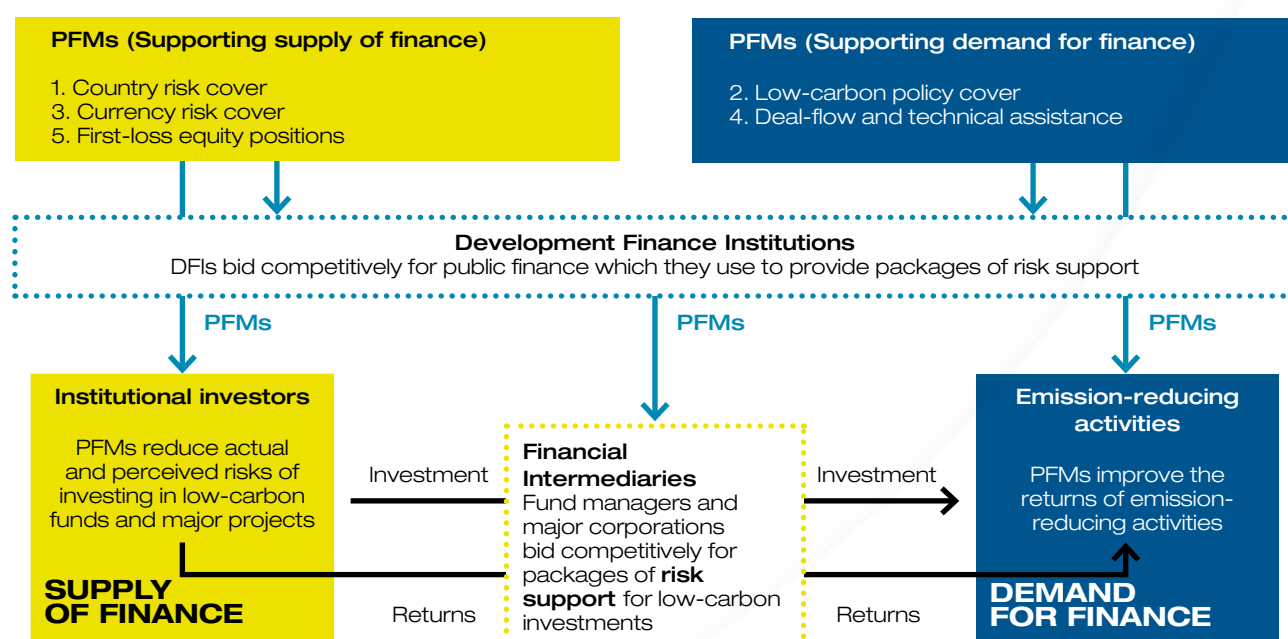 PFMs (Supporting supply of finance)
1. Country risk cover
3. Currency risk cover
5. First-loss equity positions
PFMs (Supporting demand for finance)
2. Low-carbon policy cover
4. Deal-flow and technical assistance
Development Finance Institutions
DFIs bid competitively for public finance which they use to provide packages of risk support
PFMs
PFMs
PFMs
Institutional investors
PFMs reduce actual
and perceived risks of
investing in low-carbon
funds and major projects
SUPPLY
OF FINANCE
Investment
Returns
Financial
Intermediaries
Fund managers and
major corporations
bid competitively for
packages of risk
support for low-carbon
investments
Investment
Returns
Emission-reducing
activities
PFMs improve the
returns of emission-
reducing activities
DEMAND
FOR FINANCE